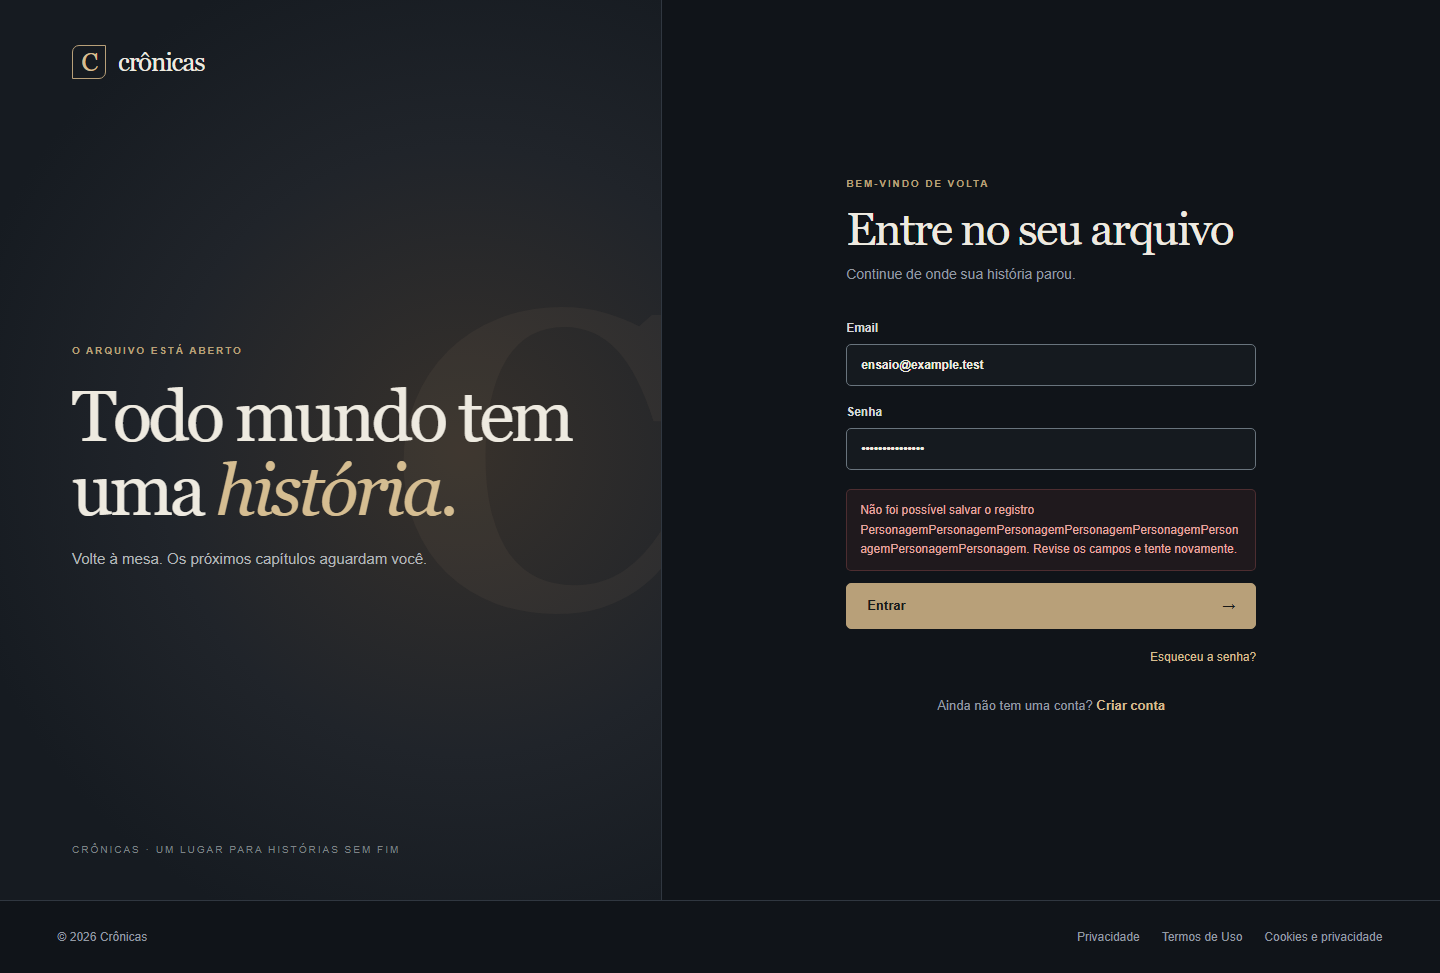 C crônicas
O ARQUIVO ESTÁ ABERTO
Todo mundo tem
uma história.
Volte à mesa. Os próximos capítulos aguardam você.
CRÔNICAS · UM LUGAR PARA HISTÓRIAS SEM FIM
BEM-VINDO DE VOLTA
Entre no seu arquivo
Continue de onde sua história parou.
Email
ensaio@example.test
Senha
•••••••••••••••
Não foi possível salvar o registro
PersonagemPersonagemPersonagemPersonagemPersonagemPerson
agemPersonagemPersonagem. Revise os campos e tente novamente.
Entrar →
Esqueceu a senha?
Ainda não tem uma conta? Criar conta
© 2026 Crônicas
Privacidade Termos de Uso Cookies e privacidade